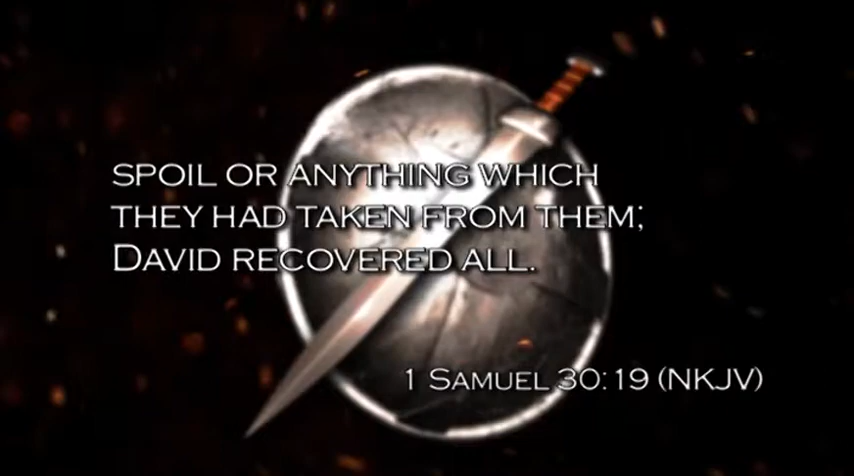 SPOIL OR ANYTHING WHICH
THEY HAD TAKEN FROM THEM;
DAVID RECOVERED ALL.
1 SAMUEL 30:19 (NKJV)